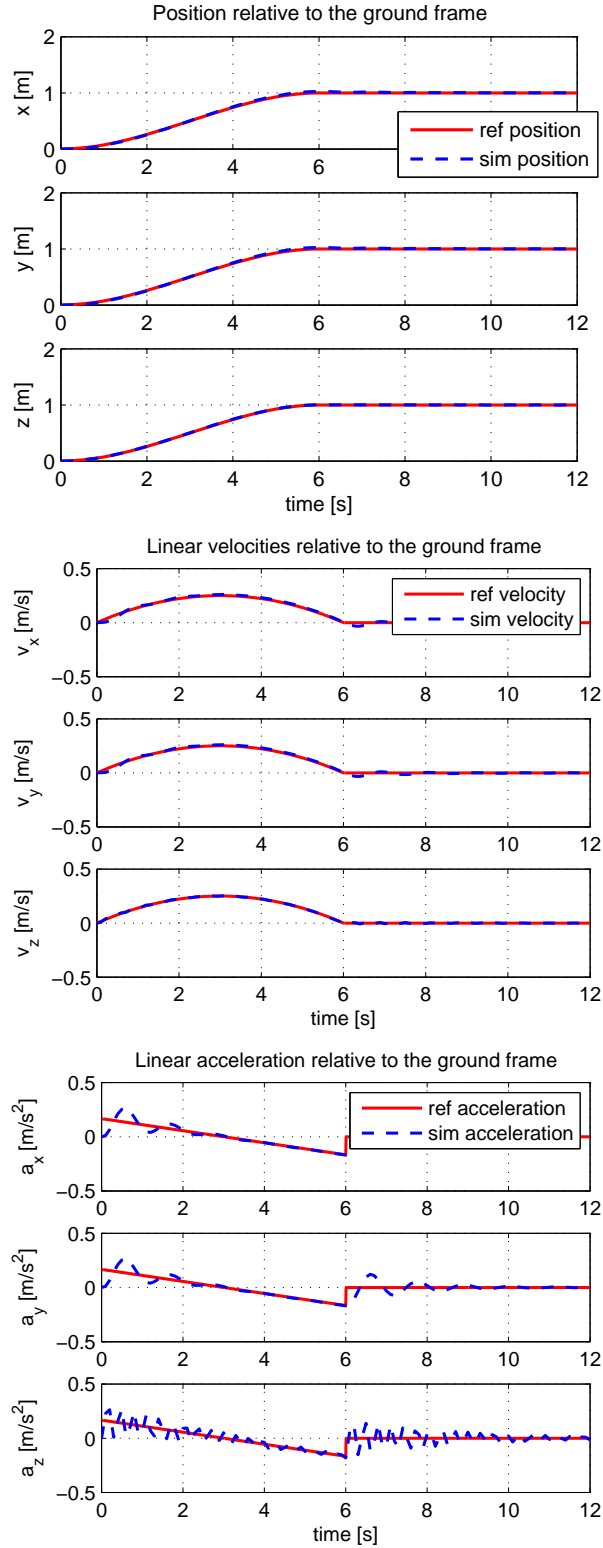 Position relative to the ground frame
2
1
0
x [m]
0 2 4 6
ref position
sim position
2
1
0
y [m]
0 2 4 6 8 10 12
2
1
0
z [m]
0 2 4 6 8 10 12
time [s]
Linear velocities relative to the ground frame
0.5
0
−0.5
v_x [m/s]
ref velocity
sim velocity
0 2 4 6 8 10 12
0.5
0
−0.5
v_y [m/s]
0 2 4 6 8 10 12
0.5
0
−0.5
v_z [m/s]
0 2 4 6 8 10 12
time [s]
Linear acceleration relative to the ground frame
0.5
0
−0.5
a_x [m/s²]
ref acceleration
sim acceleration
0 2 4 6 8 10 12
0.5
0
−0.5
a_y [m/s²]
0 2 4 6 8 10 12
0.5
0
−0.5
a_z [m/s²]
0 2 4 6 8 10 12
time [s]